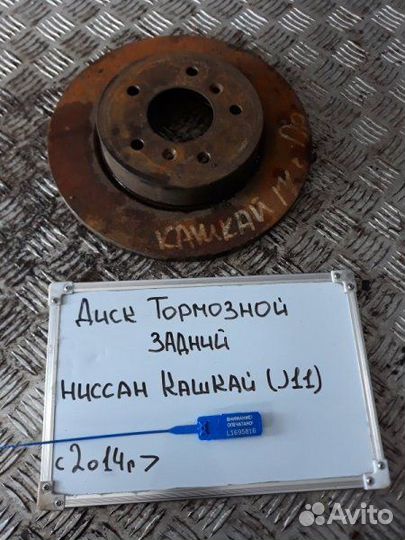 КАШКАЙ
Диск Тормозной
задний
ниссан Кашкай (J11)
ВНИМАНИЕ!
ОПЕЧАТАНО!
с 2014г >
Avito